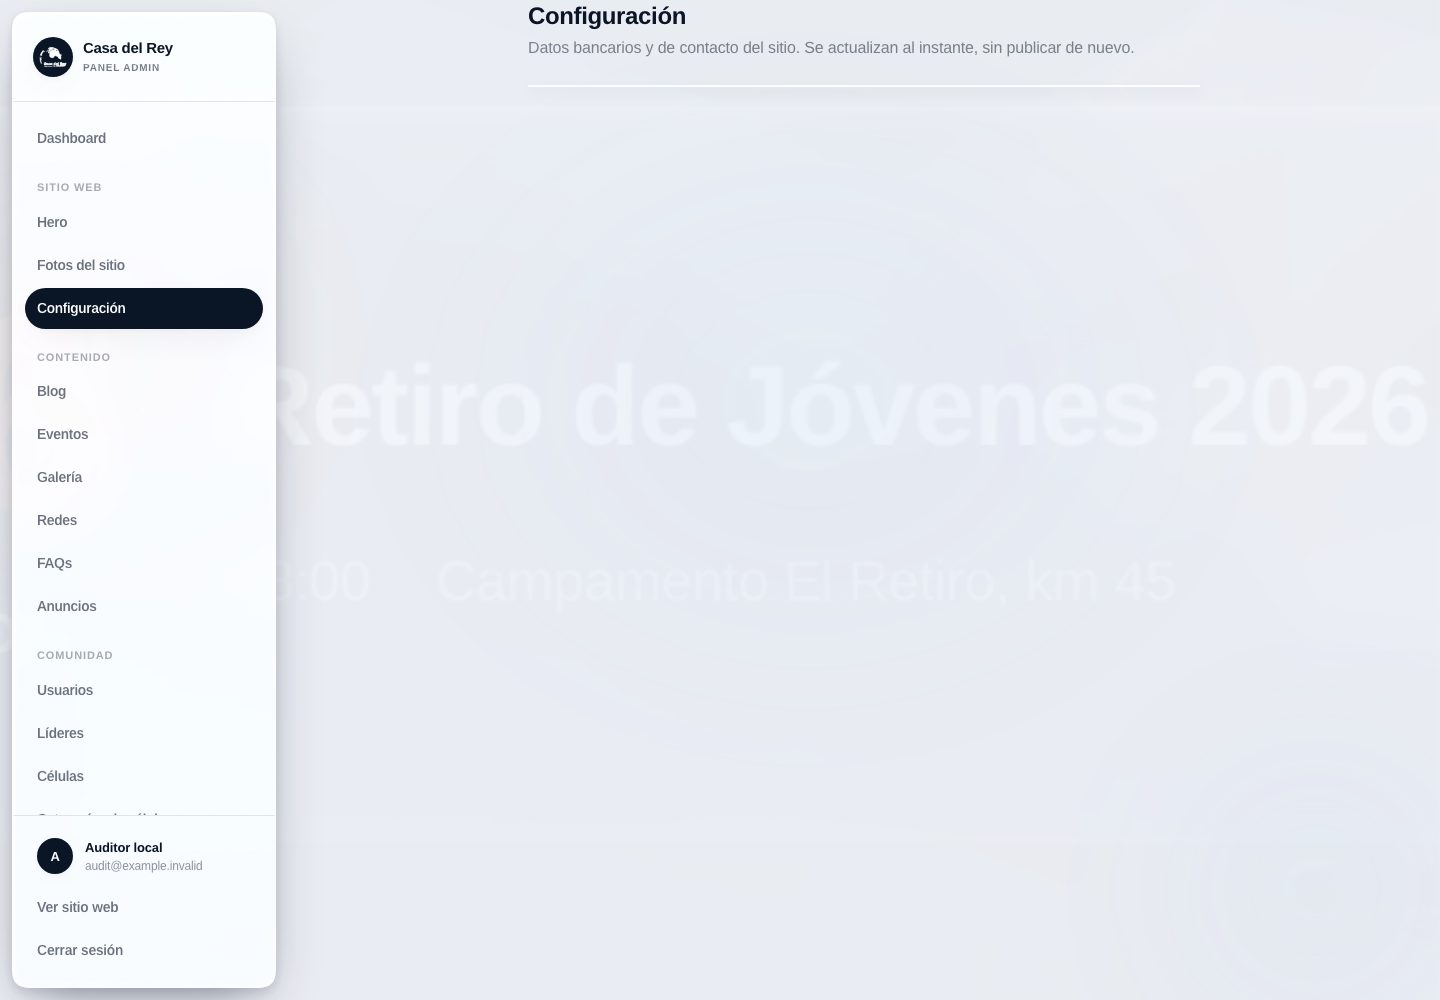 Casa del Rey
PANEL ADMIN
Dashboard
SITIO WEB
Hero
Fotos del sitio
Configuración
CONTENIDO
Blog
Eventos
Galería
Redes
FAQs
Anuncios
COMUNIDAD
Usuarios
Líderes
Células
A
Auditor local
audit@example.invalid
Ver sitio web
Cerrar sesión
Configuración
Datos bancarios y de contacto del sitio. Se actualizan al instante, sin publicar de nuevo.
Retiro de Jóvenes 2026
:00 Campamento El Retiro, km 45